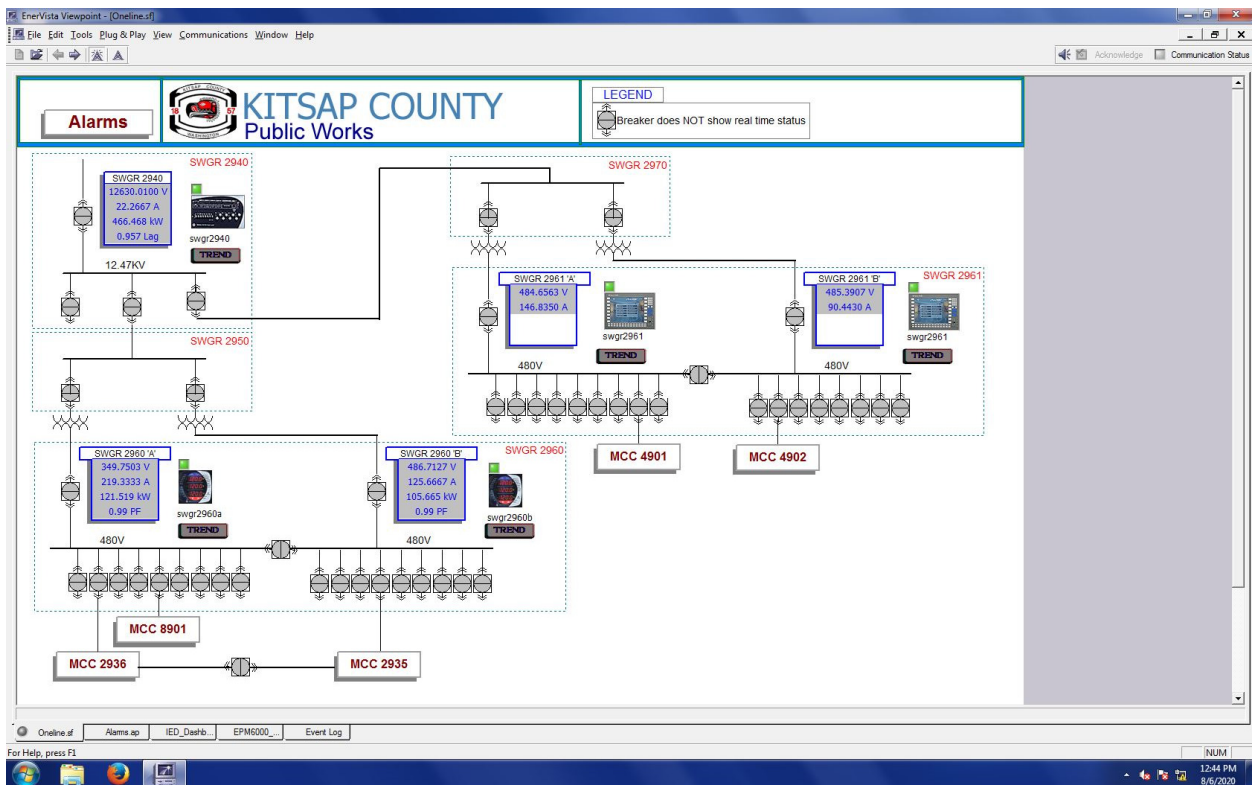 EnerVista Viewpoint - [Oneline.sf]
File Edit Tools Plug & Play View Communications Window Help
Acknowledge Communication Status
Alarms
KITSAP COUNTY
18 57
WASHINGTON
KITSAP COUNTY
Public Works
LEGEND
Breaker does NOT show real time status
SWGR 2940
SWGR 2940
12630.0100 V
22.2667 A
466.468 kW
0.957 Lag
swgr2940
TREND
12.47KV
SWGR 2970
SWGR 2961
SWGR 2961 'A'
484.6563 V
146.8350 A
swgr2961
TREND
480V
SWGR 2961 'B'
485.3907 V
90.4430 A
swgr2961
TREND
480V
MCC 4901
MCC 4902
SWGR 2950
SWGR 2960
SWGR 2960 'A'
349.7503 V
219.3333 A
121.519 kW
0.99 PF
swgr2960a
TREND
480V
SWGR 2960 'B'
486.7127 V
125.6667 A
105.665 kW
0.99 PF
swgr2960b
TREND
480V
MCC 8901
MCC 2936
MCC 2935
Oneline.sf Alarms.ap IED_Dashb... EPM6000_... Event Log
For Help, press F1
NUM
12:44 PM
8/6/2020